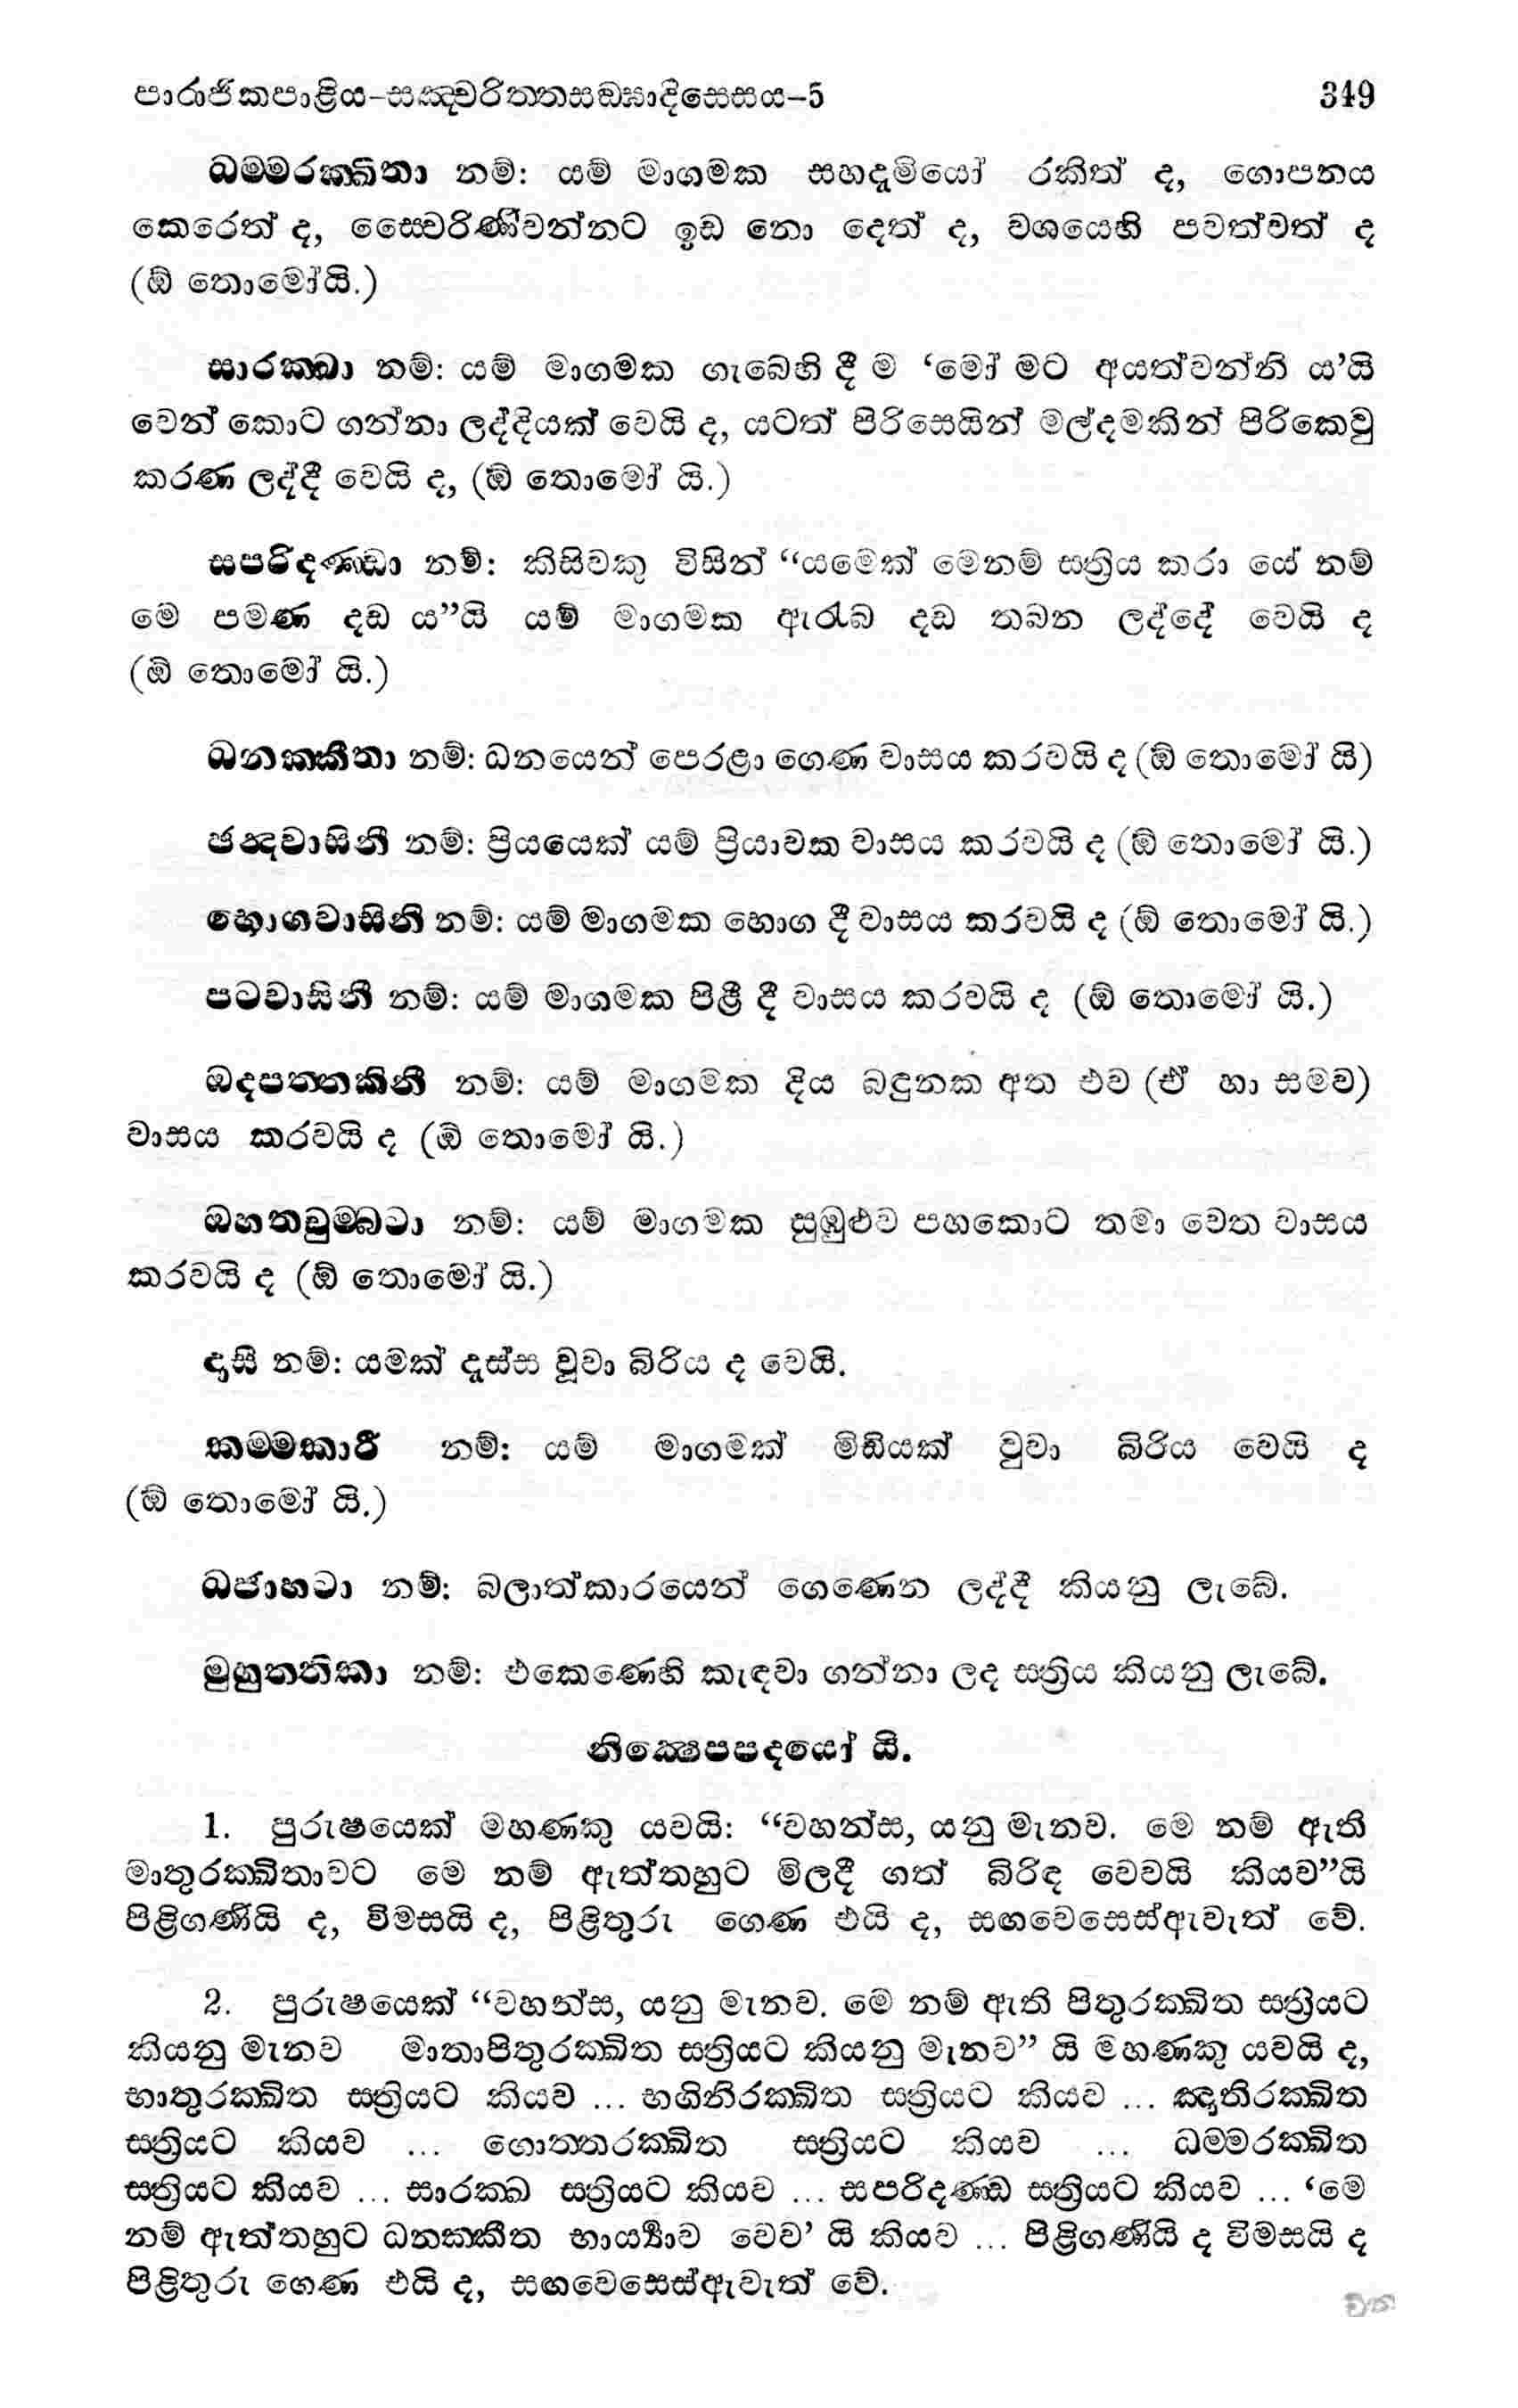 පාරාජිකපාළිය–සඤ්චරිත්තසඞ්ඝාදිසෙසය–5 349
ධම්මරක්ඛිතා නම්: යම් මාගමක සහදැමියෝ රකිත් ද, ගොපනය
කෙරෙත් ද, ස්වෛරිණීවන්නට ඉඩ නො දෙත් ද, වශයෙහි පවත්වත් ද
(ඕ තොමෝයි.)
සාරක්ඛා නම්: යම් මාගමක ගැබෙහි දී ම ‘මෝ මට අයත්වන්නී ය’යි
වෙන් කොට ගන්නා ලද්දියක් වෙයි ද, යටත් පිරිසෙයින් මල්දමකින් පිරිකෙවු
කරණ ලද්දී වෙයි ද, (ඕ තොමෝ යි.)
සපරිදණ්ඩා නම්: කිසිවකු විසින් “යමෙක් මෙනම් ස්ත්‍රිය කරා යේ නම්
මේ පමණ දඬ ය”යි යම් මාගමක ඇරැබ දඬ තබන ලද්දේ වෙයි ද
(ඕ තොමෝ යි.)
ධනක්කීතා නම්: ධනයෙන් පෙරළා ගෙණ වාසය කරවයි ද (ඕ තොමෝ යි)
ඡන්දවාසිනී නම්: ප්‍රියයෙක් යම් ප්‍රියාවක වාසය කරවයි ද (ඕ තොමෝ යි.)
භොගවාසිනී නම්: යම් මාගමක භොග දී වාසය කරවයි ද (ඕ තොමෝ යි.)
පටවාසිනී නම්: යම් මාගමක පිළී දී වාසය කරවයි ද (ඕ තොමෝ යි.)
ඔදපත්තකිනී නම්: යම් මාගමක දිය බඳුනක අත එව (ඒ හා සමව)
වාසය කරවයි ද (ඕ තොමෝ යි.)
ඔභතචුම්බටා නම්: යම් මාගමක සුඹුළුව පහකොට තමා වෙත වාසය
කරවයි ද (ඕ තොමෝ යි.)
දාසී නම්: යමක් දැස්ස වූවා බිරිය ද වෙයි.
කම්මකාරී නම්: යම් මාගමක් මිඩියක් වූවා බිරිය වෙයි ද
(ඕ තොමෝ යි.)
ධජාහටා නම්: බලාත්කාරයෙන් ගෙණෙන ලද්දී කියනු ලැබේ.
මුහුත්තිකා නම්: එකෙණෙහි කැඳවා ගන්නා ලද ස්ත්‍රිය කියනු ලැබේ.
නික්ෂෙපපදයෝ යි.
1. පුරුෂයෙක් මහණකු යවයි: “වහන්ස, යනු මැනව. මේ නම් ඇති
මාතුරක්ඛිතාවට මේ නම් ඇත්තහුට මිලදී ගත් බිරිඳ වෙවයි කියව”යි
පිළිගණීයි ද, විමසයි ද, පිළිතුරු ගෙණ එයි ද, සඟවෙසෙස්ඇවැත් වේ.
2. පුරුෂයෙක් “වහන්ස, යනු මැනව. මේ නම් ඇති පිතුරක්ඛිත ස්ත්‍රියට
කියනු මැනව මාතාපිතුරක්ඛිත ස්ත්‍රියට කියනු මැනව” යි මහණකු යවයි ද,
භාතුරක්ඛිත ස්ත්‍රියට කියව ... භගිනිරක්ඛිත ස්ත්‍රියට කියව ... ඤාතිරක්ඛිත
ස්ත්‍රියට කියව ... ගොත්තරක්ඛිත ස්ත්‍රියට කියව ... ධම්මරක්ඛිත
ස්ත්‍රියට කියව ... සාරක්ඛ ස්ත්‍රියට කියව ... සපරිදණ්ඩ ස්ත්‍රියට කියව ... ‘මේ
නම් ඇත්තහුට ධනක්කීත භාර්‍ය්‍යාව වෙව’ යි කියව ... පිළිගණීයි ද විමසයි ද
පිළිතුරු ගෙණ එයි ද, සඟවෙසෙස්ඇවැත් වේ.